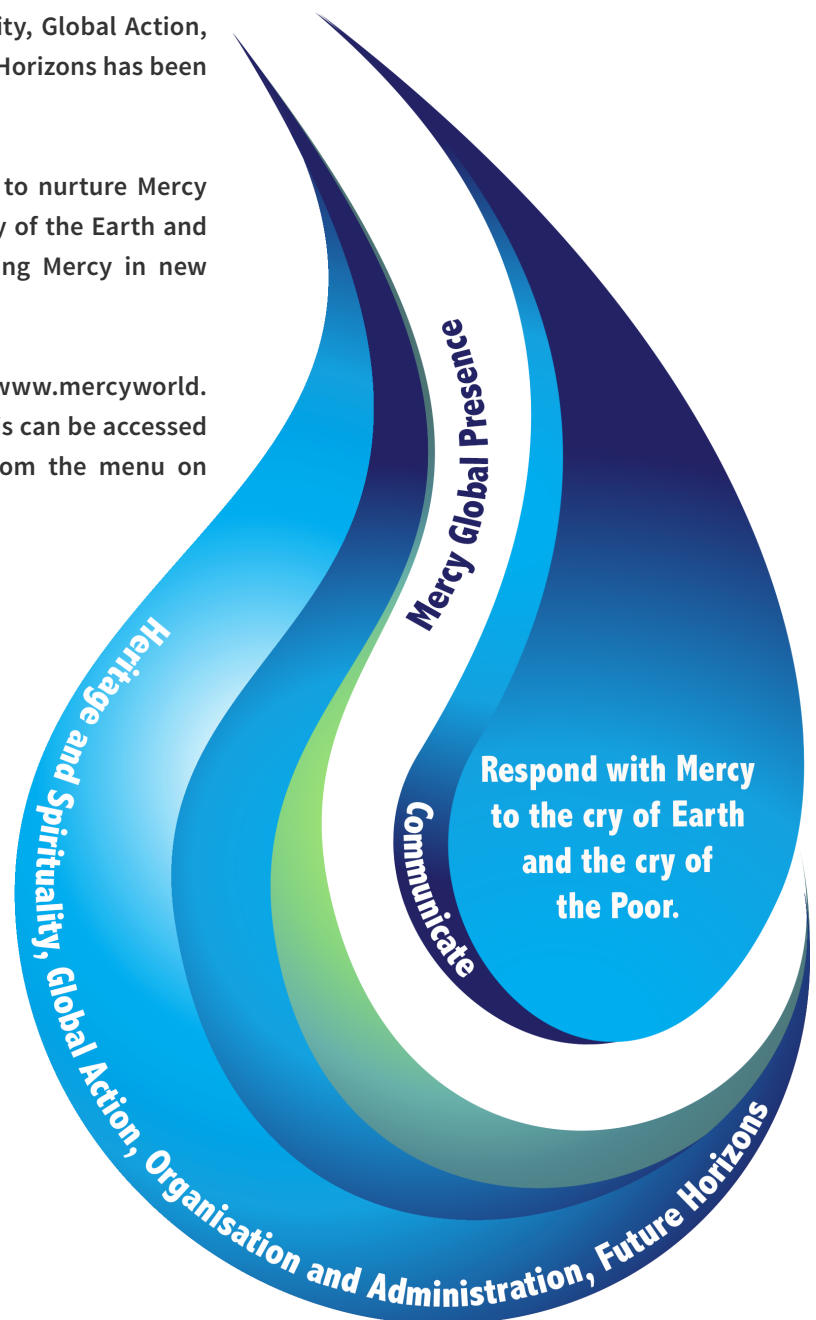 ity, Global Action,
Horizons has been
to nurture Mercy
y of the Earth and
ng Mercy in new
www.mercyworld.
is can be accessed
om the menu on
Mercy Global Presence
Respond with Mercy
to the cry of Earth
and the cry of
the Poor.
Communicate
Heritage and Spirituality, Global Action, Organisation and Administration, Future Horizons